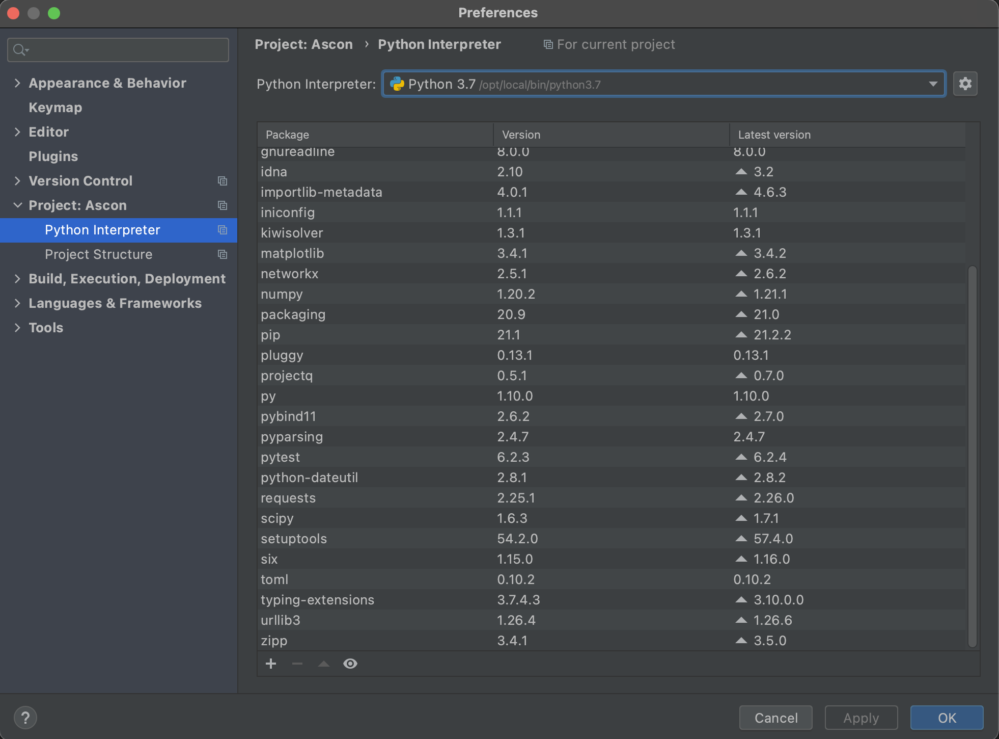 Preferences
Appearance & Behavior
Keymap
Editor
Plugins
Version Control
Project: Ascon
Python Interpreter
Project Structure
Build, Execution, Deployment
Languages & Frameworks
Tools
Project: Ascon › Python Interpreter For current project
Python Interpreter: Python 3.7 /opt/local/bin/python3.7
Package Version Latest version
gnureadline 8.0.0 8.0.0
idna 2.10 3.2
importlib-metadata 4.0.1 4.6.3
iniconfig 1.1.1 1.1.1
kiwisolver 1.3.1 1.3.1
matplotlib 3.4.1 3.4.2
networkx 2.5.1 2.6.2
numpy 1.20.2 1.21.1
packaging 20.9 21.0
pip 21.1 21.2.2
pluggy 0.13.1 0.13.1
projectq 0.5.1 0.7.0
py 1.10.0 1.10.0
pybind11 2.6.2 2.7.0
pyparsing 2.4.7 2.4.7
pytest 6.2.3 6.2.4
python-dateutil 2.8.1 2.8.2
requests 2.25.1 2.26.0
scipy 1.6.3 1.7.1
setuptools 54.2.0 57.4.0
six 1.15.0 1.16.0
toml 0.10.2 0.10.2
typing-extensions 3.7.4.3 3.10.0.0
urllib3 1.26.4 1.26.6
zipp 3.4.1 3.5.0
? Cancel Apply OK